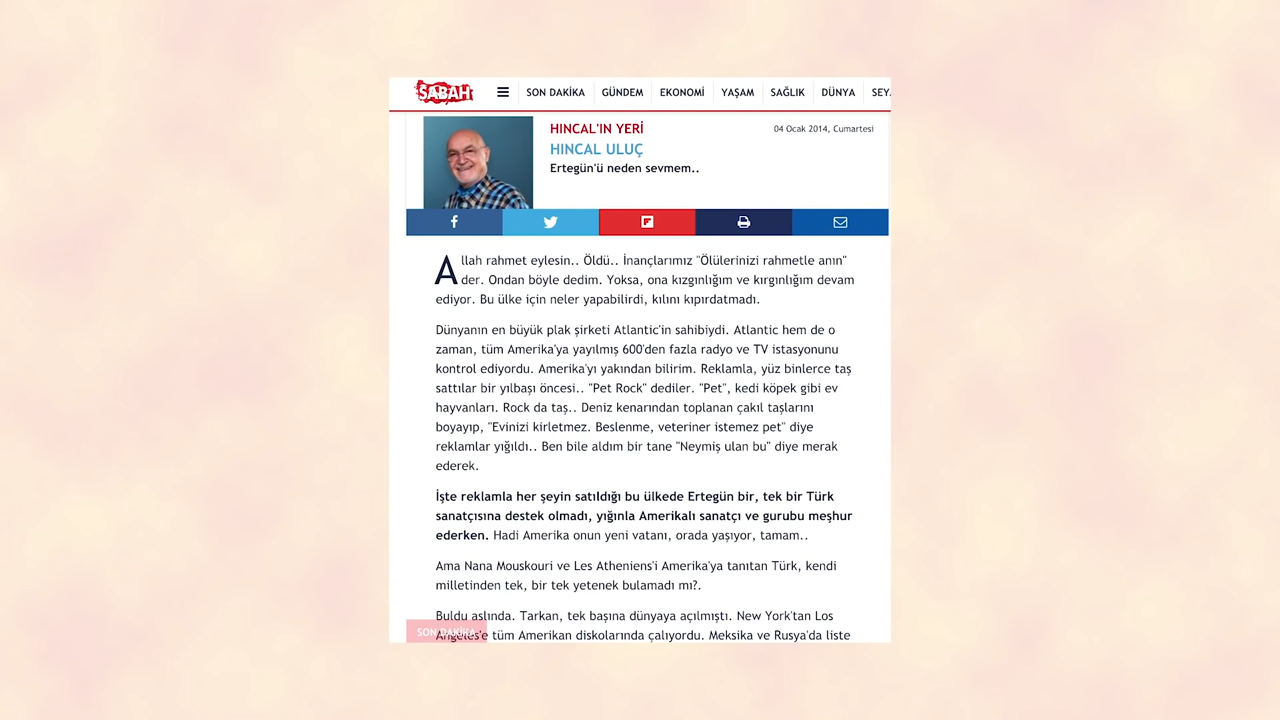 SABAH
SON DAKİKA GÜNDEM EKONOMİ YAŞAM SAĞLIK DÜNYA SEYA
HINCAL'IN YERİ
04 Ocak 2014, Cumartesi
HINCAL ULUÇ
Ertegün'ü neden sevmem..
Allah rahmet eylesin.. Öldü.. İnançlarımız "Ölülerinizi rahmetle anın"
der. Ondan böyle dedim. Yoksa, ona kızgınlığım ve kırgınlığım devam
ediyor. Bu ülke için neler yapabilirdi, kılını kıpırdatmadı.
Dünyanın en büyük plak şirketi Atlantic'in sahibiydi. Atlantic hem de o
zaman, tüm Amerika'ya yayılmış 600'den fazla radyo ve TV istasyonunu
kontrol ediyordu. Amerika'yı yakından bilirim. Reklamla, yüz binlerce taş
sattılar bir yılbaşı öncesi.. "Pet Rock" dediler. "Pet", kedi köpek gibi ev
hayvanları. Rock da taş.. Deniz kenarından toplanan çakıl taşlarını
boyayıp, "Evinizi kirletmez. Beslenme, veteriner istemez pet" diye
reklamlar yığıldı.. Ben bile aldım bir tane "Neymiş ulan bu" diye merak
ederek.
İşte reklamla her şeyin satıldığı bu ülkede Ertegün bir, tek bir Türk
sanatçısına destek olmadı, yığınla Amerikalı sanatçı ve gurubu meşhur
ederken. Hadi Amerika onun yeni vatanı, orada yaşıyor, tamam..
Ama Nana Mouskouri ve Les Atheniens'i Amerika'ya tanıtan Türk, kendi
milletinden tek, bir tek yetenek bulamadı mı?.
Buldu aslında. Tarkan, tek başına dünyaya açılmıştı. New York'tan Los
Angeles'e tüm Amerikan diskolarında çalıyordu. Meksika ve Rusya'da liste
SON DAKİKA